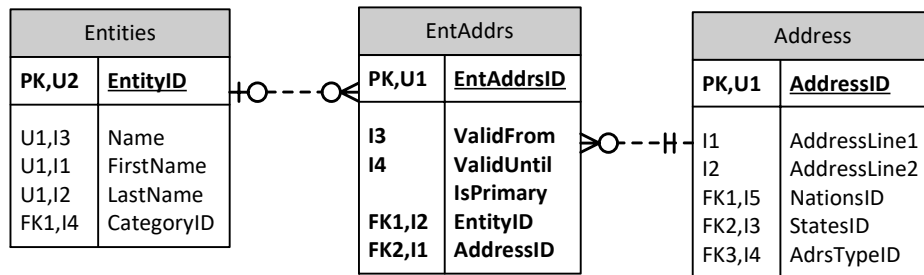 Entities
PK,U2 EntityID
U1,I3 Name
U1,I1 FirstName
U1,I2 LastName
FK1,I4 CategoryID
EntAddrs
PK,U1 EntAddrsID
I3 ValidFrom
I4 ValidUntil
IsPrimary
FK1,I2 EntityID
FK2,I1 AddressID
Address
PK,U1 AddressID
I1 AddressLine1
I2 AddressLine2
FK1,I5 NationsID
FK2,I3 StatesID
FK3,I4 AdrsTypeID